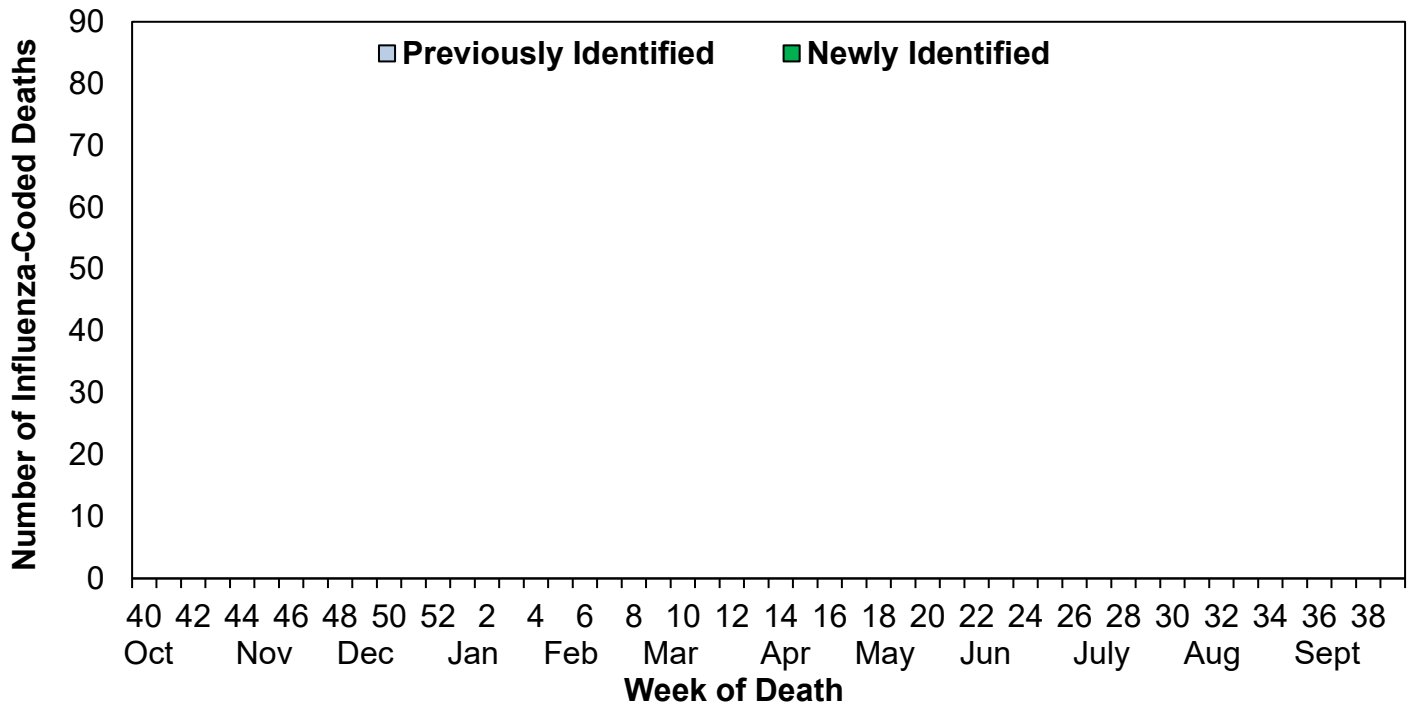 Number of Influenza-Coded Deaths
Previously Identified Newly Identified
90
80
70
60
50
40
30
20
10
0
40 42 44 46 48 50 52 2 4 6 8 10 12 14 16 18 20 22 24 26 28 30 32 34 36 38
Oct Nov Dec Jan Feb Mar Apr May Jun July Aug Sept
Week of Death